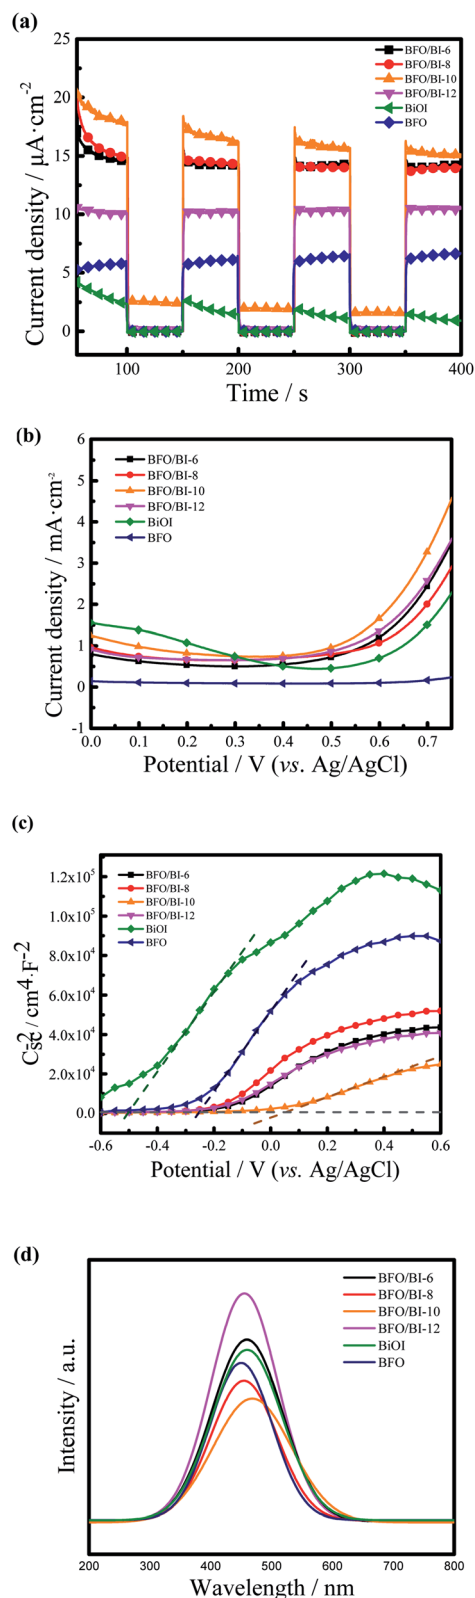 (a)
25
20
15
10
5
0
Current density / μA·cm⁻²
BFO/BI-6
BFO/BI-8
BFO/BI-10
BFO/BI-12
BiOI
BFO
100 200 300 400
Time / s
(b)
6
5
4
3
2
1
0
-1
Current density / mA·cm⁻²
BFO/BI-6
BFO/BI-8
BFO/BI-10
BFO/BI-12
BiOI
BFO
0.0 0.1 0.2 0.3 0.4 0.5 0.6 0.7
Potential / V (vs. Ag/AgCl)
(c)
1.2x10⁵
1.0x10⁵
8.0x10⁴
6.0x10⁴
4.0x10⁴
2.0x10⁴
0.0
C_SC⁻² / cm⁴·F⁻²
BFO/BI-6
BFO/BI-8
BFO/BI-10
BFO/BI-12
BiOI
BFO
-0.6 -0.4 -0.2 0.0 0.2 0.4 0.6
Potential / V (vs. Ag/AgCl)
(d)
Intensity / a.u.
BFO/BI-6
BFO/BI-8
BFO/BI-10
BFO/BI-12
BiOI
BFO
200 300 400 500 600 700 800
Wavelength / nm